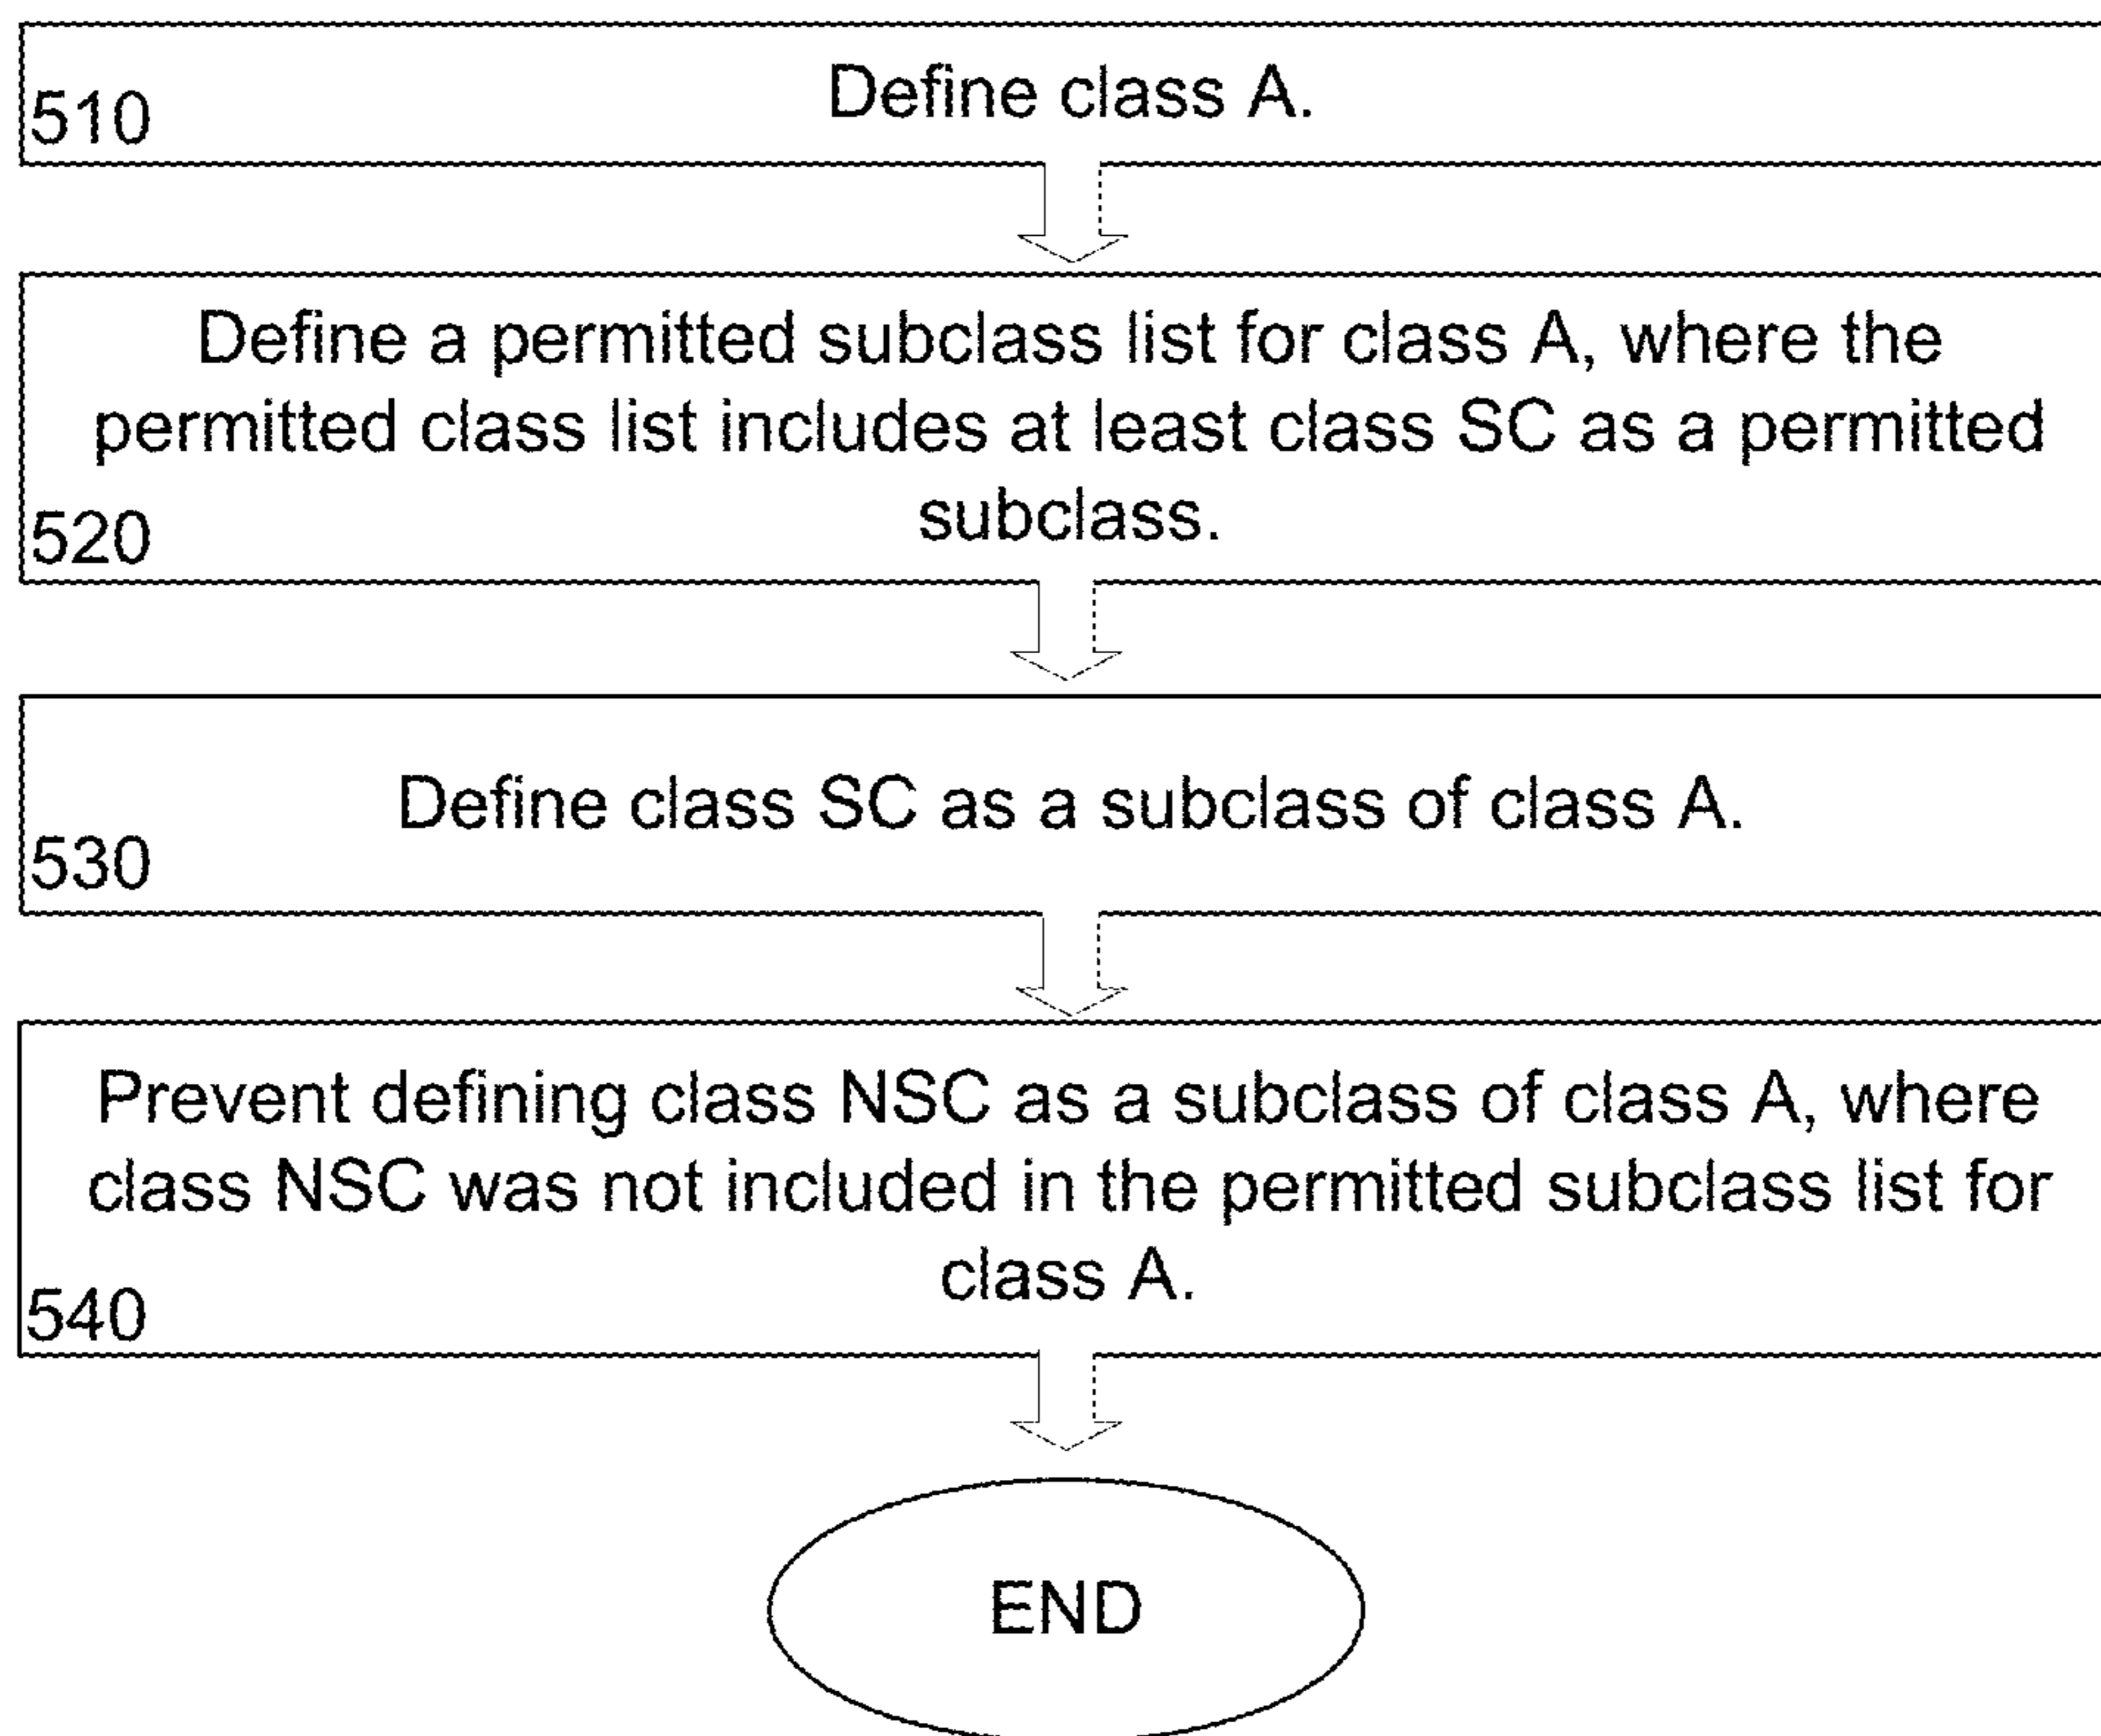 Define class A.
510
Define a permitted subclass list for class A, where the
permitted class list includes at least class SC as a permitted
subclass.
520
Define class SC as a subclass of class A.
530
Prevent defining class NSC as a subclass of class A, where
class NSC was not included in the permitted subclass list for
class A.
540
END